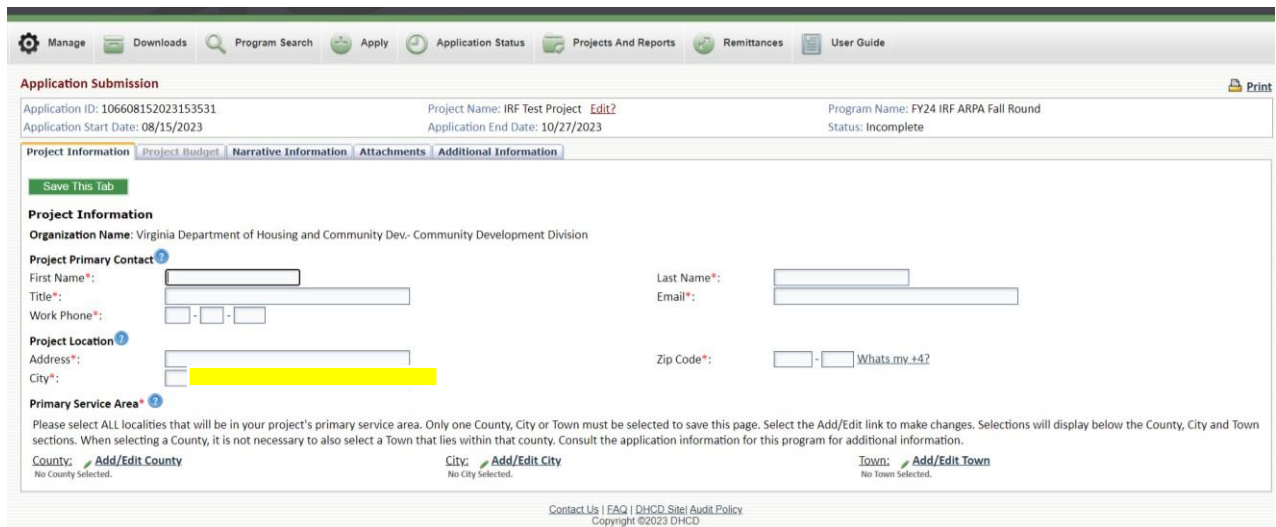 Manage Downloads Program Search Apply Application Status Projects And Reports Remittances User Guide
Application Submission Print
Application ID: 106608152023153531 Project Name: IRF Test Project Edit? Program Name: FY24 IRF ARPA Fall Round
Application Start Date: 08/15/2023 Application End Date: 10/27/2023 Status: Incomplete
Project Information Project Budget Narrative Information Attachments Additional Information
Save This Tab
Project Information
Organization Name: Virginia Department of Housing and Community Dev.- Community Development Division
Project Primary Contact ?
First Name*: Last Name*:
Title*: Email*:
Work Phone*: - -
Project Location ?
Address*: Zip Code*: - Whats my +4?
City*:
Primary Service Area* ?
Please select ALL localities that will be in your project's primary service area. Only one County, City or Town must be selected to save this page. Select the Add/Edit link to make changes. Selections will display below the County, City and Town
sections. When selecting a County, it is not necessary to also select a Town that lies within that county. Consult the application information for this program for additional information.
County: Add/Edit County City: Add/Edit City Town: Add/Edit Town
No County Selected. No City Selected. No Town Selected.
Contact Us | FAQ | DHCD Site| Audit Policy
Copyright ©2023 DHCD